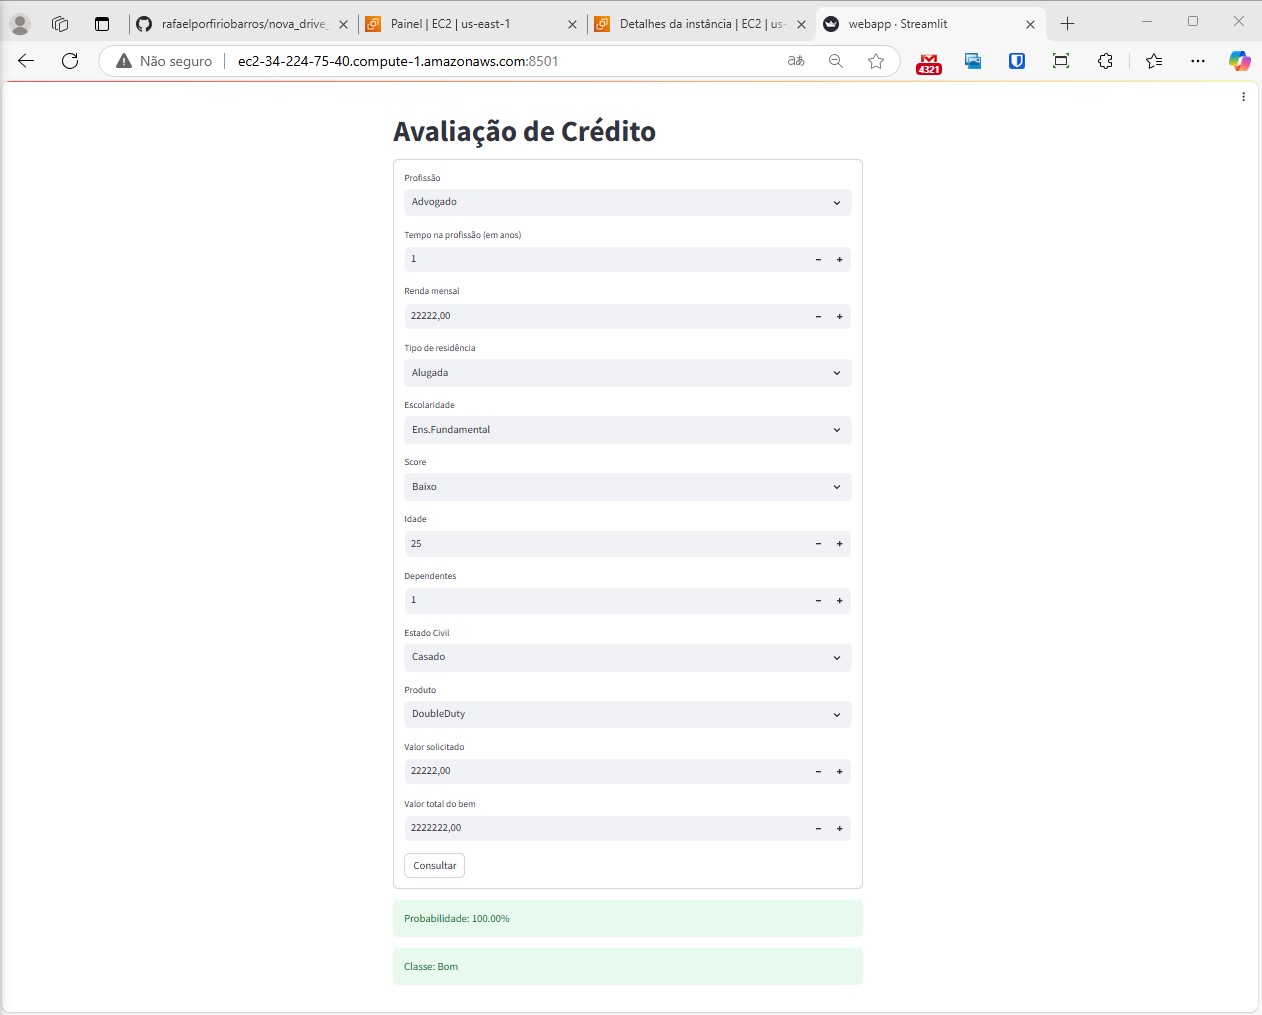 rafaelporfiriobarros/nova_drive_
Painel | EC2 | us-east-1
Detalhes da instância | EC2 | us-
webapp · Streamlit
Não seguro
ec2-34-224-75-40.compute-1.amazonaws.com:8501
aあ
4321
Avaliação de Crédito
Profissão
Advogado
Tempo na profissão (em anos)
1
Renda mensal
22222,00
Tipo de residência
Alugada
Escolaridade
Ens.Fundamental
Score
Baixo
Idade
25
Dependentes
1
Estado Civil
Casado
Produto
DoubleDuty
Valor solicitado
22222,00
Valor total do bem
2222222,00
Consultar
Probabilidade: 100.00%
Classe: Bom